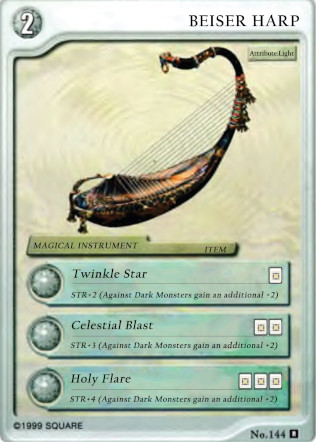 2
BEISER HARP
Attribute:Light
MAGICAL INSTRUMENT
ITEM
Twinkle Star
STR+2 (Against Dark Monsters gain an additional +2)
Celestial Blast
STR+3 (Against Dark Monsters gain an additional +2)
Holy Flare
STR+4 (Against Dark Monsters gain an additional +2)
©1999 SQUARE
No.144